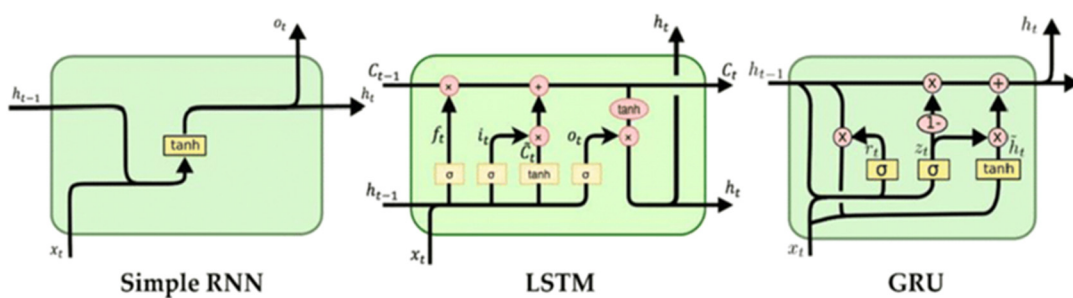 o_t
h_{t-1}
h_t
tanh
x_t
Simple RNN
h_t
C_{t-1}
×
+
C_t
tanh
f_t
i_t
×
C̃_t
o_t
×
σ
σ
tanh
σ
h_{t-1}
h_t
x_t
LSTM
h_t
h_{t-1}
x
+
1-
x
r_t
z_t
x
h̃_t
σ
σ
tanh
x_t
GRU